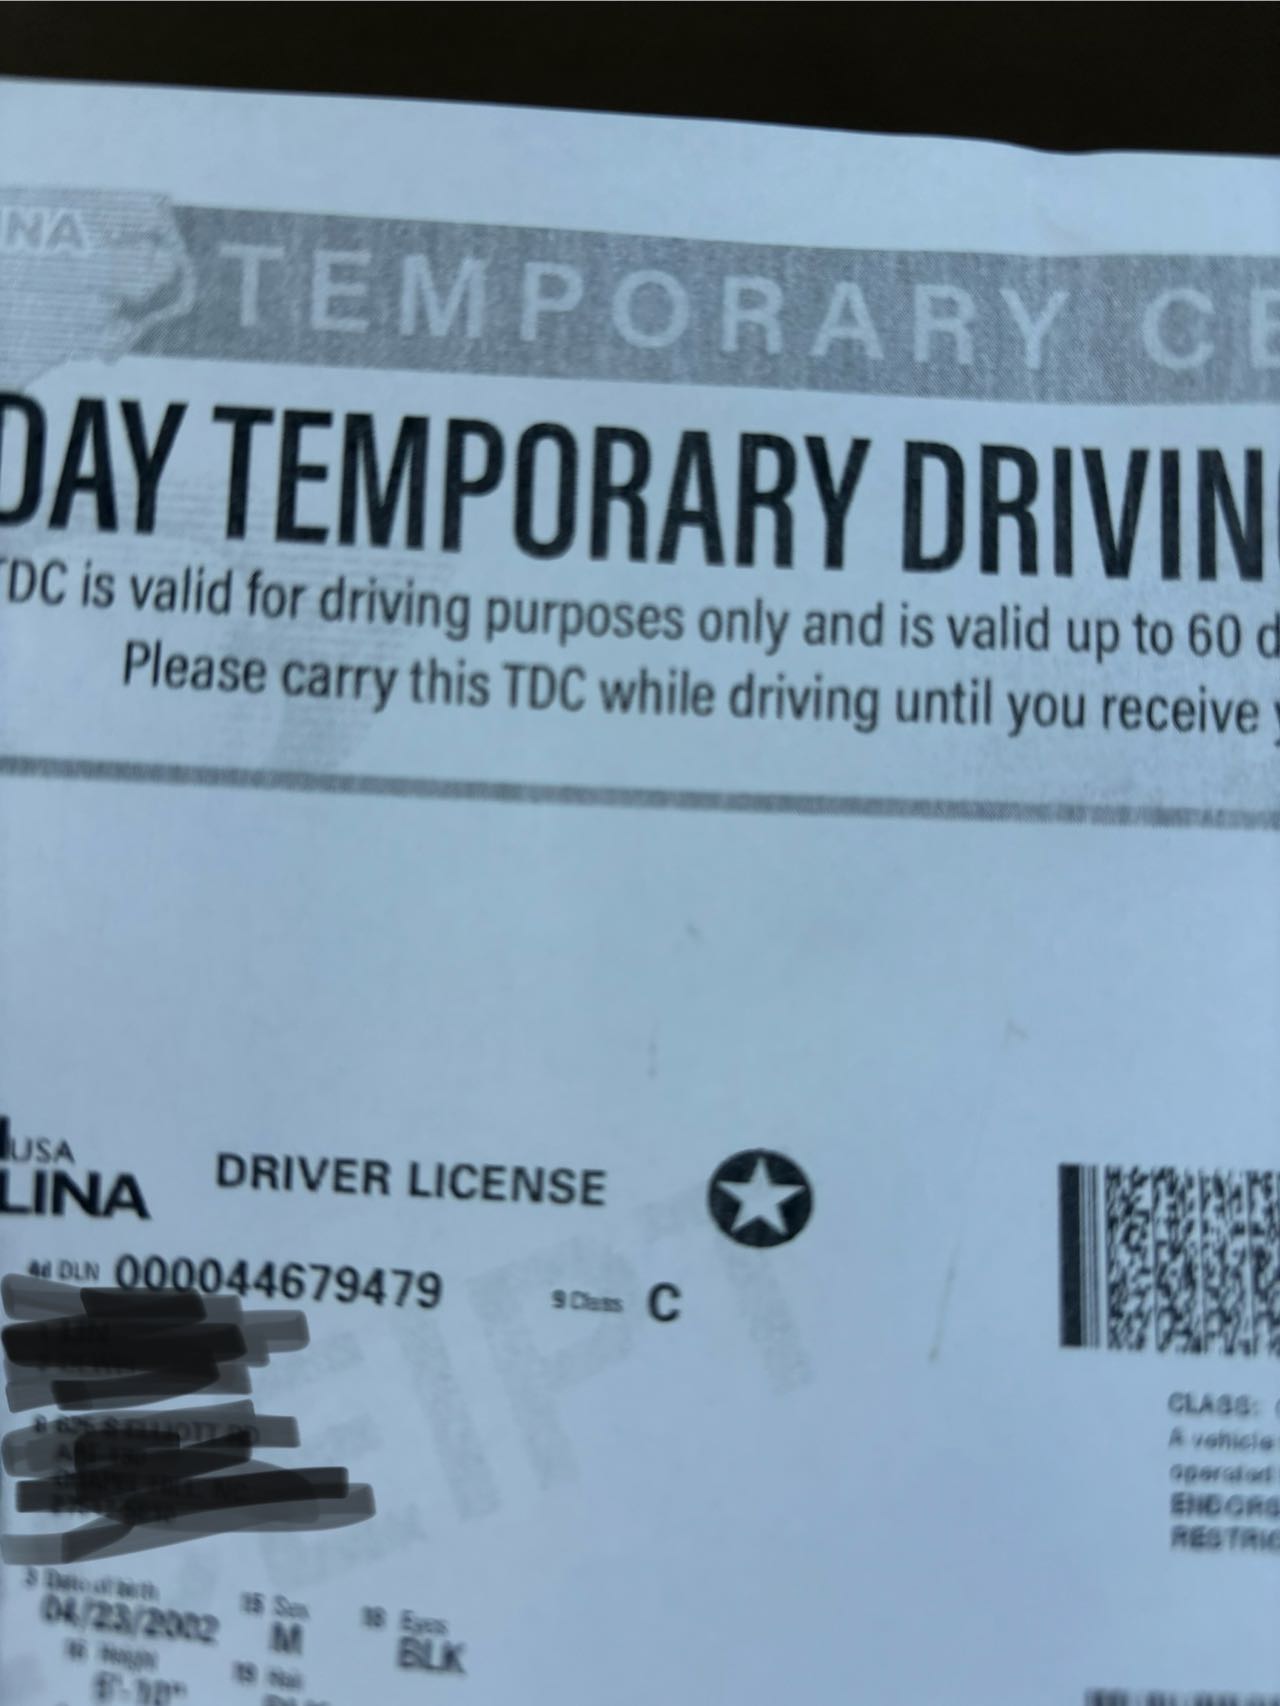 NA TEMPORARY CE
DAY TEMPORARY DRIVIN
TDC is valid for driving purposes only and is valid up to 60 d
Please carry this TDC while driving until you receive y
USA
LINA DRIVER LICENSE
4d DLN 000044679479 9 Class C
3 Date of birth 15 Sex 18 Eyes
04/23/2002 M BLK
16 Height 19 Hair
5'-10"
CLASS:
A vehicle
operated
ENDORS
RESTRIC